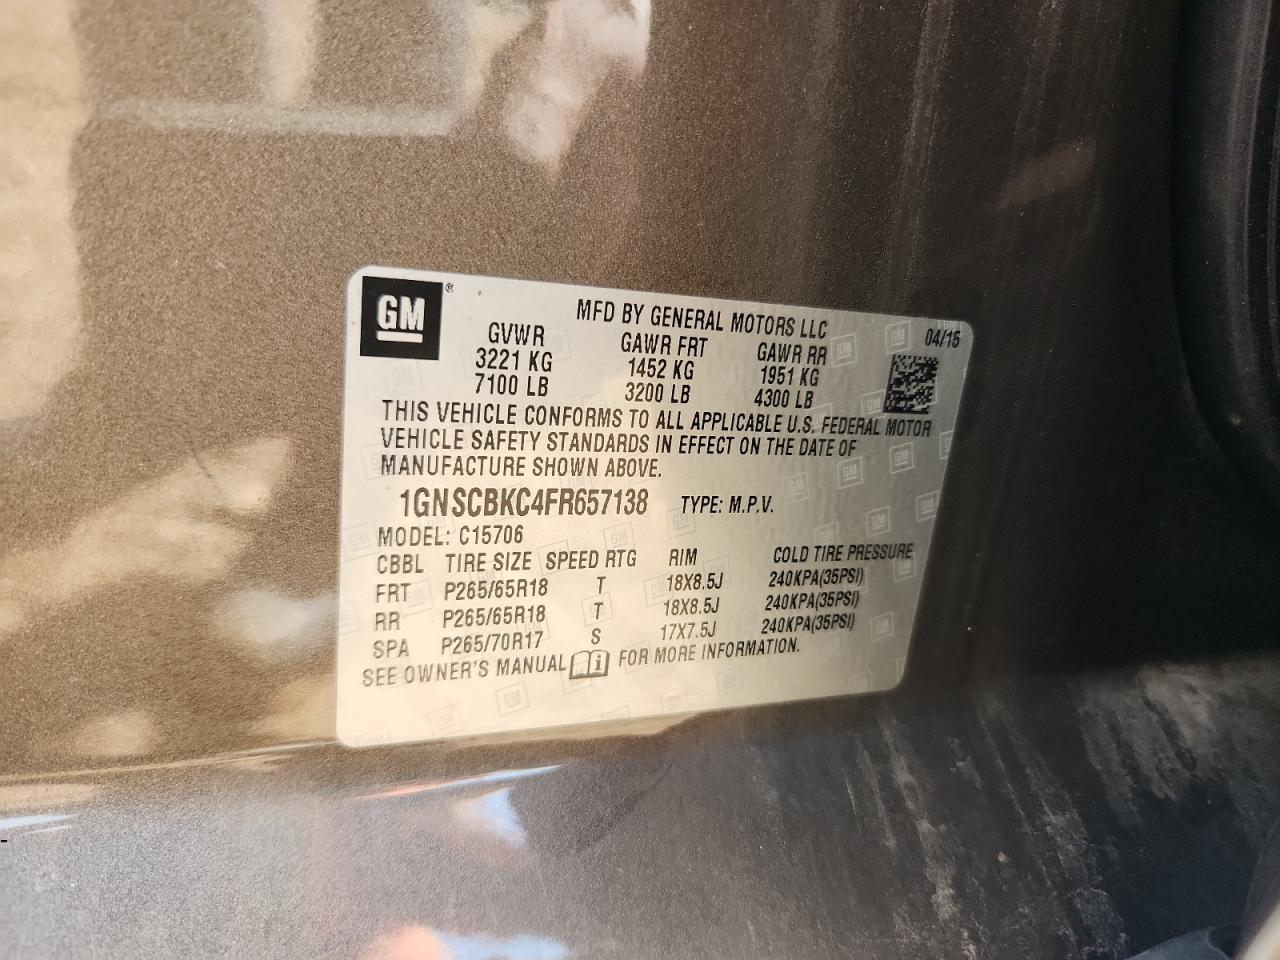 GM ®
MFD BY GENERAL MOTORS LLC
04/15
GVWR GAWR FRT GAWR RR
3221 KG 1452 KG 1951 KG
7100 LB 3200 LB 4300 LB
THIS VEHICLE CONFORMS TO ALL APPLICABLE U.S. FEDERAL MOTOR
VEHICLE SAFETY STANDARDS IN EFFECT ON THE DATE OF
MANUFACTURE SHOWN ABOVE.
1GNSCBKC4FR657138 TYPE: M.P.V.
MODEL: C15706
CBBL TIRE SIZE SPEED RTG RIM COLD TIRE PRESSURE
FRT P265/65R18 T 18X8.5J 240KPA(35PSI)
RR P265/65R18 T 18X8.5J 240KPA(35PSI)
SPA P265/70R17 S 17X7.5J 240KPA(35PSI)
SEE OWNER'S MANUAL i FOR MORE INFORMATION.